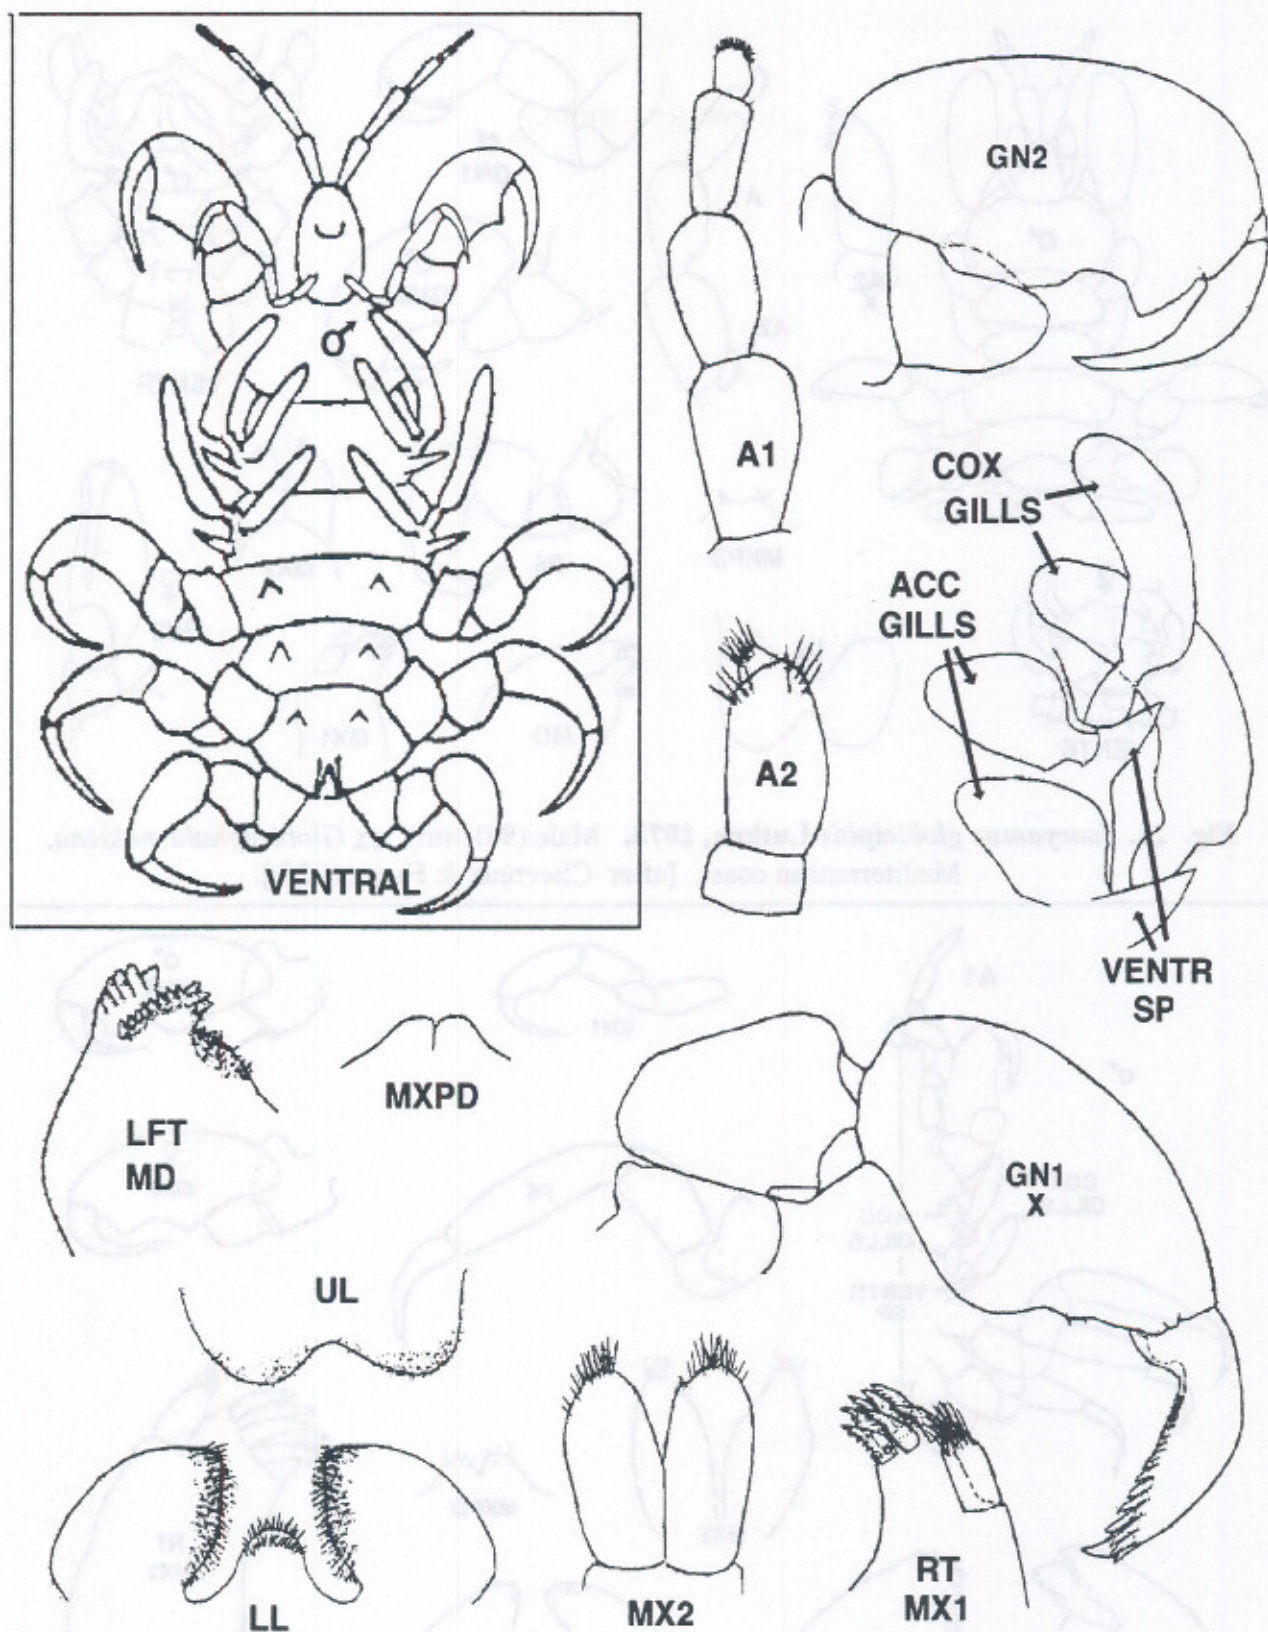 GN2
♂
A1
COX
GILLS
ACC
GILLS
A2
VENTRAL
VENTR
SP
LFT
MD
MXPD
GN1
X
UL
LL
MX2
RT
MX1